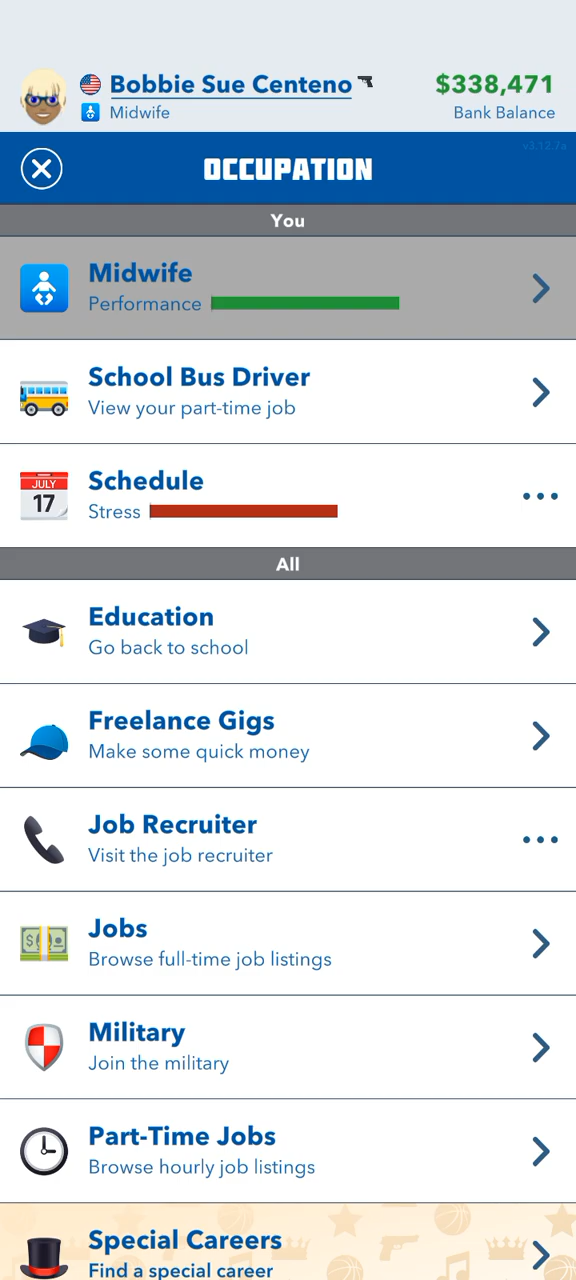 Bobbie Sue Centeno
$338,471
Midwife
Bank Balance
v3.12.7a
OCCUPATION
You
Midwife
Performance
School Bus Driver
View your part-time job
JULY
17
Schedule
Stress
All
Education
Go back to school
Freelance Gigs
Make some quick money
Job Recruiter
Visit the job recruiter
Jobs
Browse full-time job listings
Military
Join the military
Part-Time Jobs
Browse hourly job listings
Special Careers
Find a special career